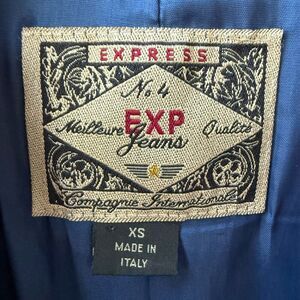 EXPRESS
No 4
Meilleure EXP Qualité
Jeans
Compagnie Internationale
XS
MADE IN
ITALY